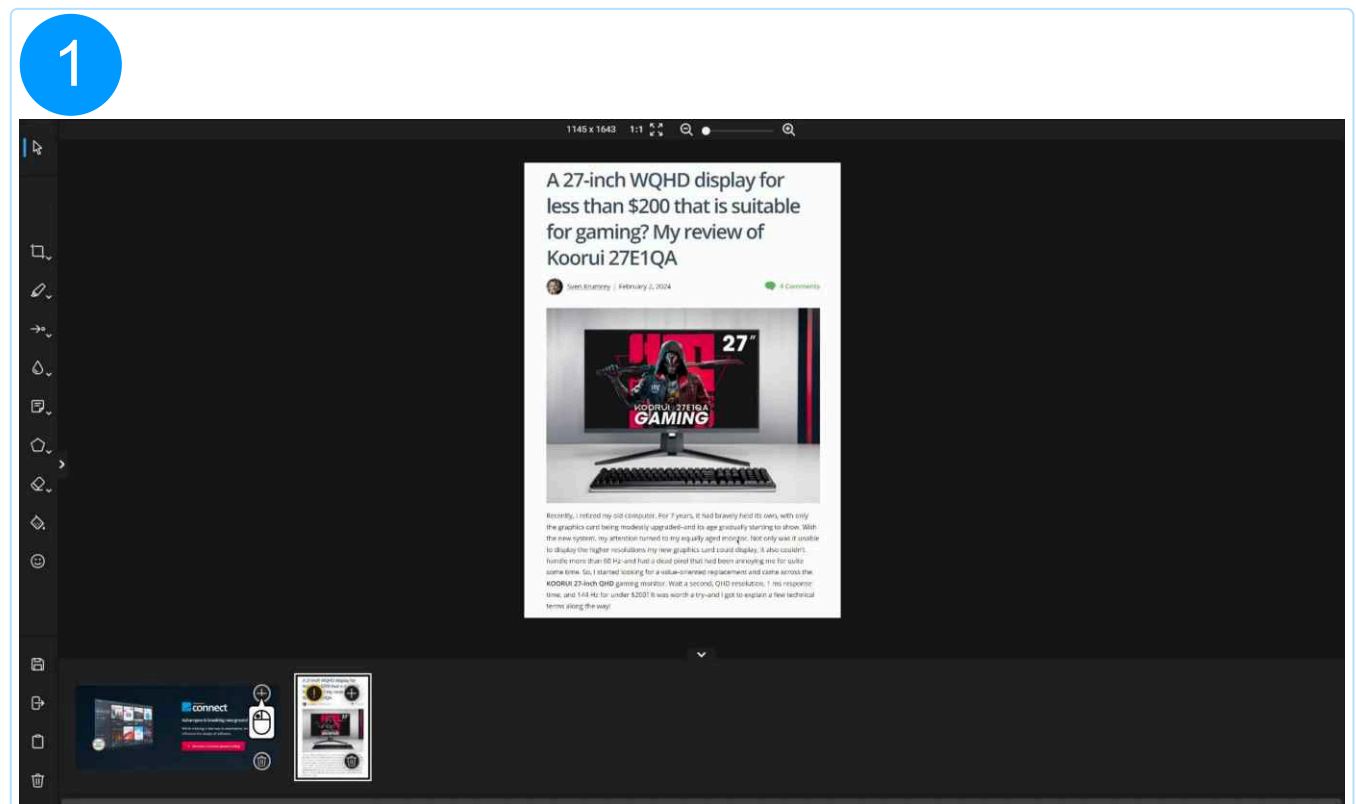 1
1145 x 1643 1:1
A 27-inch WQHD display for
less than $200 that is suitable
for gaming? My review of
Koorui 27E1QA
Sven Krumrey | February 2, 2024 4 Comments
27"
KOORUI 27E1QA
GAMING
Recently, I retired my old computer. For 7 years, it had bravely held its own, with only
the graphics card being modestly upgraded–and its age gradually starting to show. With
the new system, my attention turned to my equally aged monitor. Not only was it unable
to display the higher resolutions my new graphics card could display, it also couldn't
handle more than 60 Hz–and had a dead pixel that had been annoying me for quite
some time. So, I started looking for a value-oriented replacement and came across the
KOORUI 27-inch QHD gaming monitor. Wait a second, QHD resolution, 1 ms response
time, and 144 Hz for under $200? It was worth a try–and I got to explain a few technical
terms along the way!
connect
27"